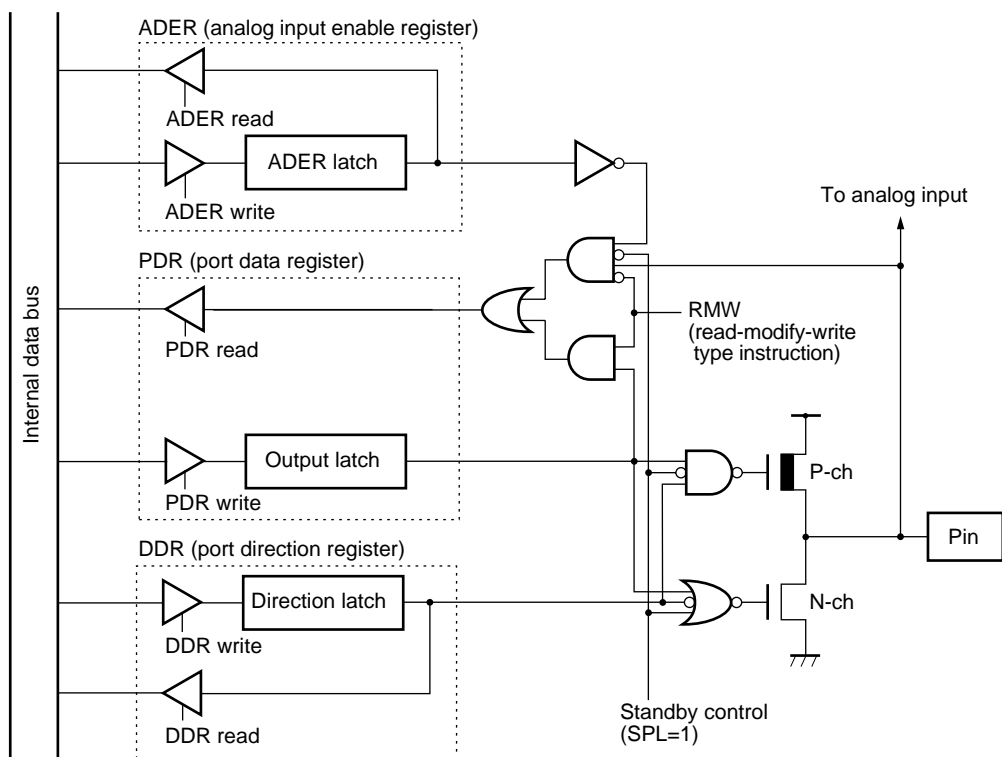 ADER (analog input enable register)
ADER read
ADER latch
ADER write
To analog input
PDR (port data register)
RMW
(read-modify-write
type instruction)
PDR read
Internal data bus
Output latch
P-ch
PDR write
Pin
DDR (port direction register)
Direction latch
N-ch
DDR write
Standby control
(SPL=1)
DDR read